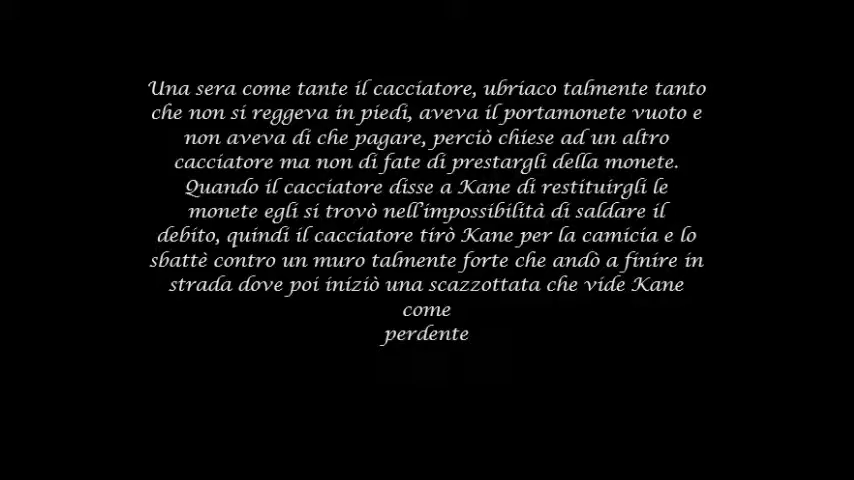 Una sera come tante il cacciatore, ubriaco talmente tanto
che non si reggeva in piedi, aveva il portamonete vuoto e
non aveva di che pagare, perciò chiese ad un altro
cacciatore ma non di fate di prestargli della monete.
Quando il cacciatore disse a Kane di restituirgli le
monete egli si trovò nell'impossibilità di saldare il
debito, quindi il cacciatore tirò Kane per la camicia e lo
sbattè contro un muro talmente forte che andò a finire in
strada dove poi iniziò una scazzottata che vide Kane
come
perdente